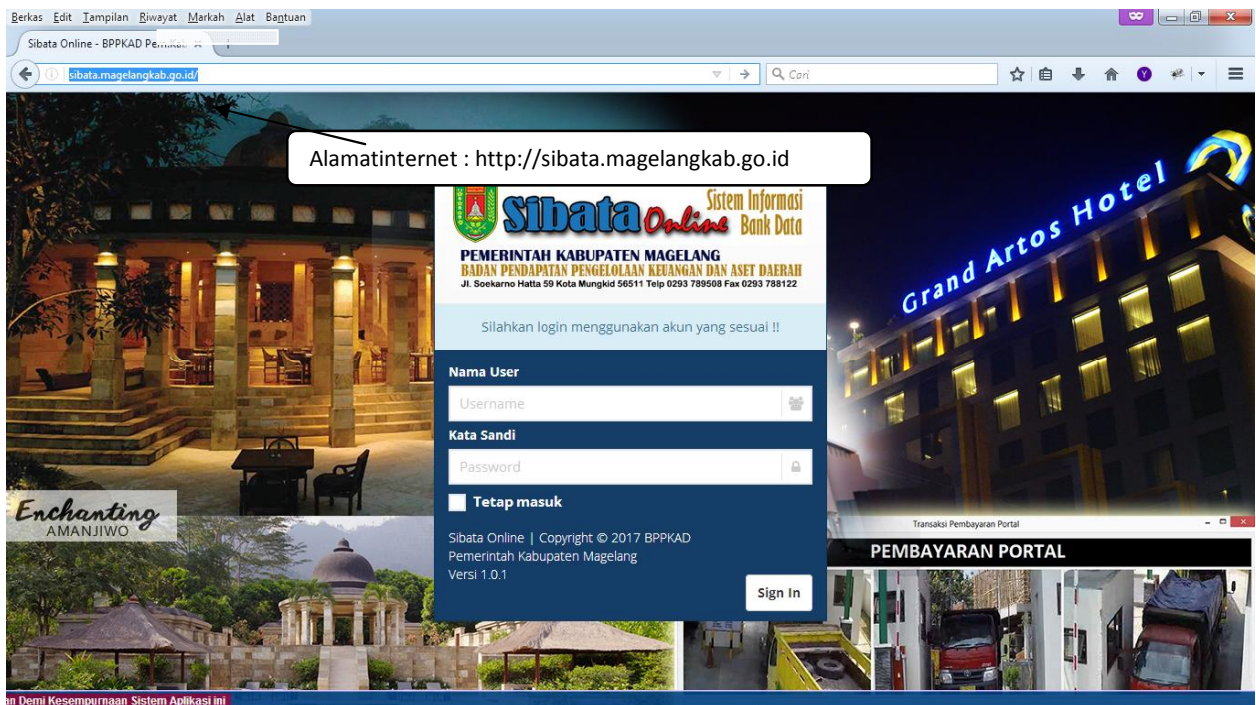 Berkas Edit Tampilan Riwayat Markah Alat Bantuan
Sibata Online - BPPKAD Pem.Kab
sibata.magelangkab.go.id/
Cari
Y
Alamatinternet : http://sibata.magelangkab.go.id
Sibata Online
Sistem Informasi
Bank Data
PEMERINTAH KABUPATEN MAGELANG
BADAN PENDAPATAN PENGELOLAAN KEUANGAN DAN ASET DAERAH
Jl. Soekarno Hatta 59 Kota Mungkid 56511 Telp 0293 789508 Fax 0293 788122
Silahkan login menggunakan akun yang sesuai !!
Nama User
Username
Kata Sandi
Password
Tetap masuk
Sibata Online | Copyright © 2017 BPPKAD
Pemerintah Kabupaten Magelang
Versi 1.0.1
Sign In
Grand Artos Hotel
Enchanting
AMANJIWO
Transaksi Pembayaran Portal
PEMBAYARAN PORTAL
an Demi Kesempurnaan Sistem Aplikasi ini